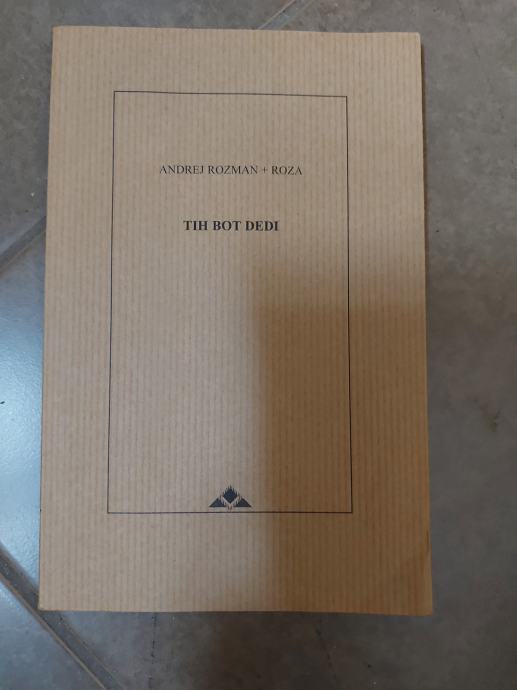 ANDREJ ROZMAN + ROZA
TIH BOT DEDI